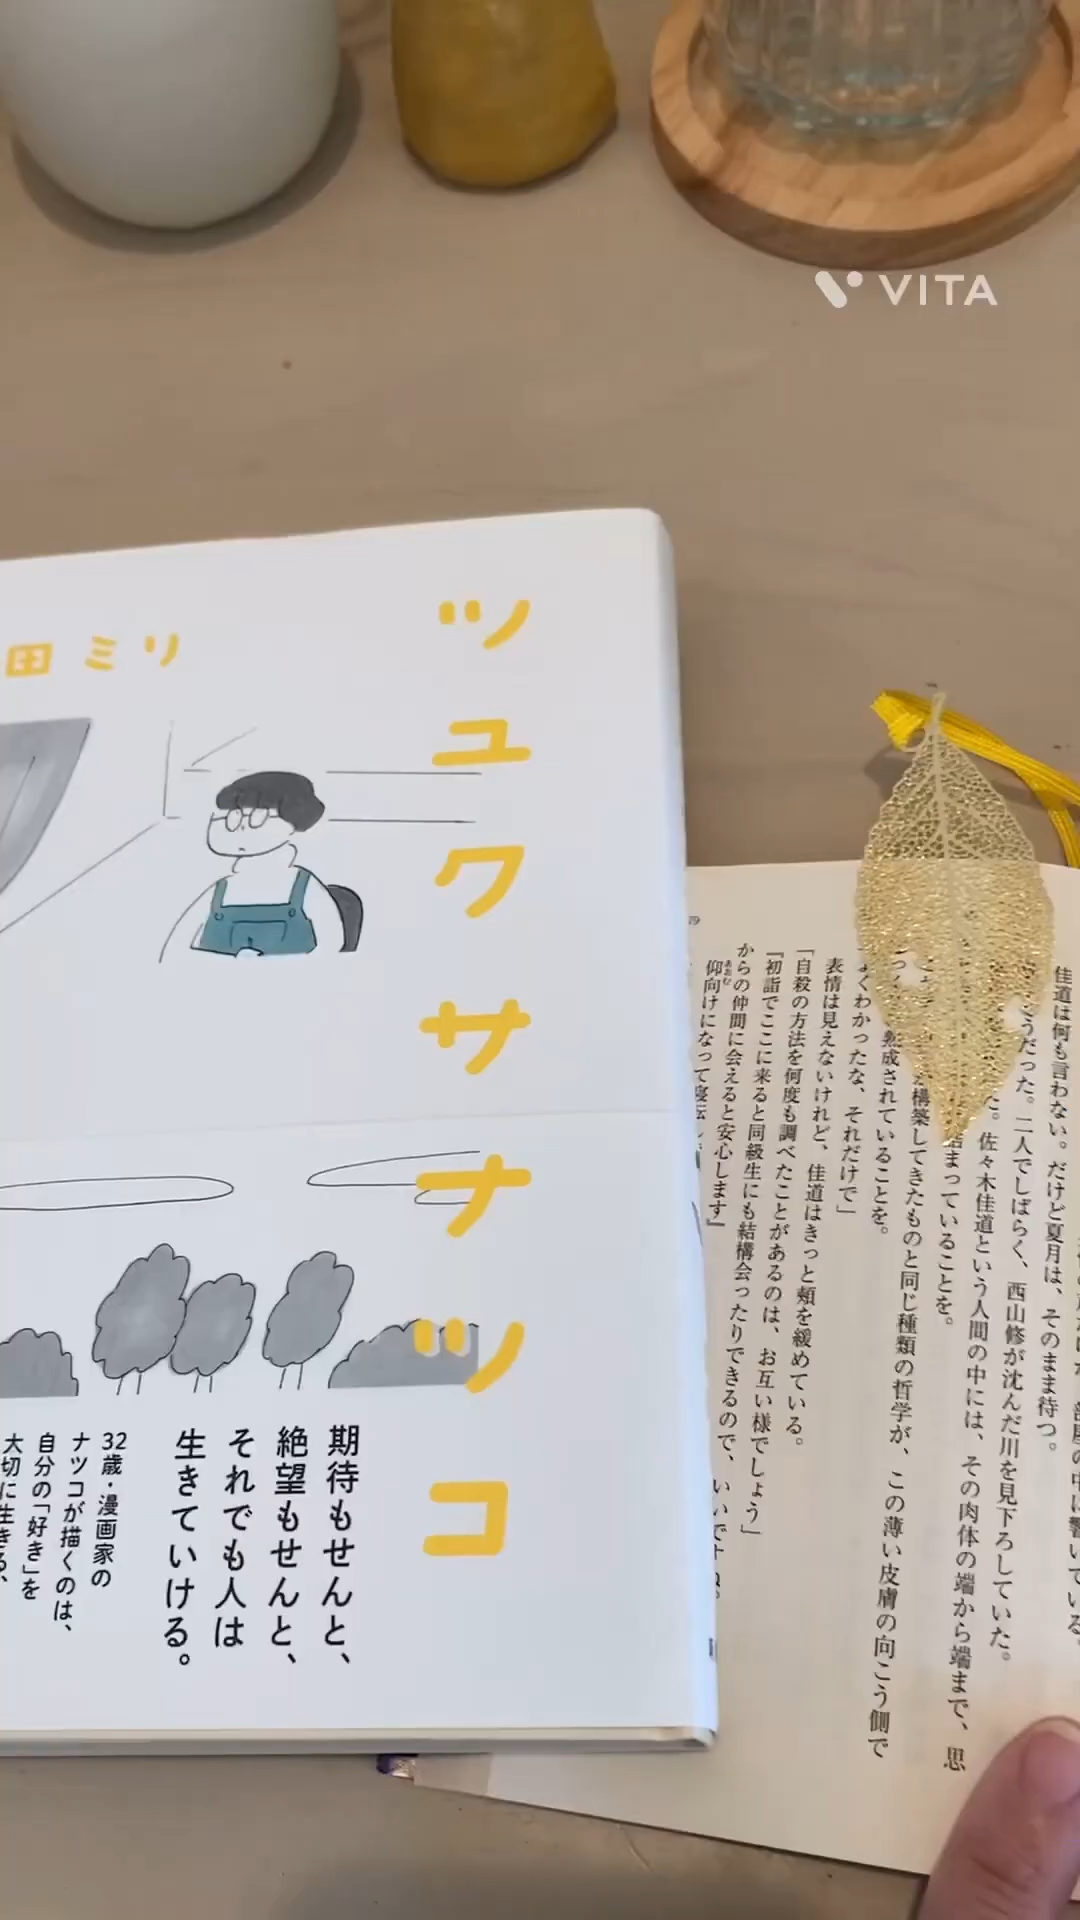 VITA
田ミリ
ツユクサナツコ
期待もせんと、
絶望もせんと、
それでも人は
生きていける。
32歳・漫画家の
ナツコが描くのは、
自分の「好き」を
大切に生きる、
佳道は何も言わない。だけど夏月は、そのまま待つ。
うだった。二人でしばらく、西山修が沈んだ川を見下ろしていた。
た。佐々木佳道という人間の中には、その肉体の端から端まで、思
詰まっていることを。
構築してきたものと同じ種類の哲学が、この薄い皮膚の向こう側で
熟成されていることを。
よくわかったな、それだけで」
表情は見えないけれど、佳道はきっと頬を緩めている。
「自殺の方法を何度も調べたことがあるのは、お互い様でしょう」
『初詣でここに来ると同級生にも結構会ったりできるので、いいですね。
からの仲間に会えると安心します』
仰向けになって寝転